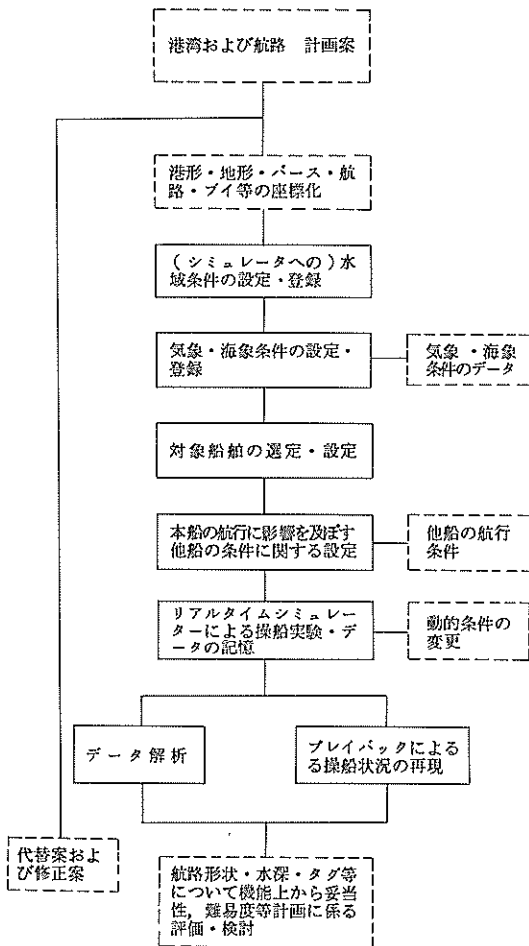 港湾および航路 計画案
港形・地形・バース・航
路・ブイ等の座標化
(シミュレータへの)水
域条件の設定・登録
気象・海象条件の設定・
登録
気象・海象
条件のデータ
対象船舶の選定・設定
本船の航行に影響を及ぼす
他船の条件に関する設定
他船の航行
条件
リアルタイムシミュレー
ターによる操船実験・デー
タの記憶
動的条件の
変更
データ解析
プレイバックによる
る操船状況の再現
代替案およ
び修正案
航路形状・水深・タグ等
について機能上から妥当
性,難易度等計画に係る
評価・検討